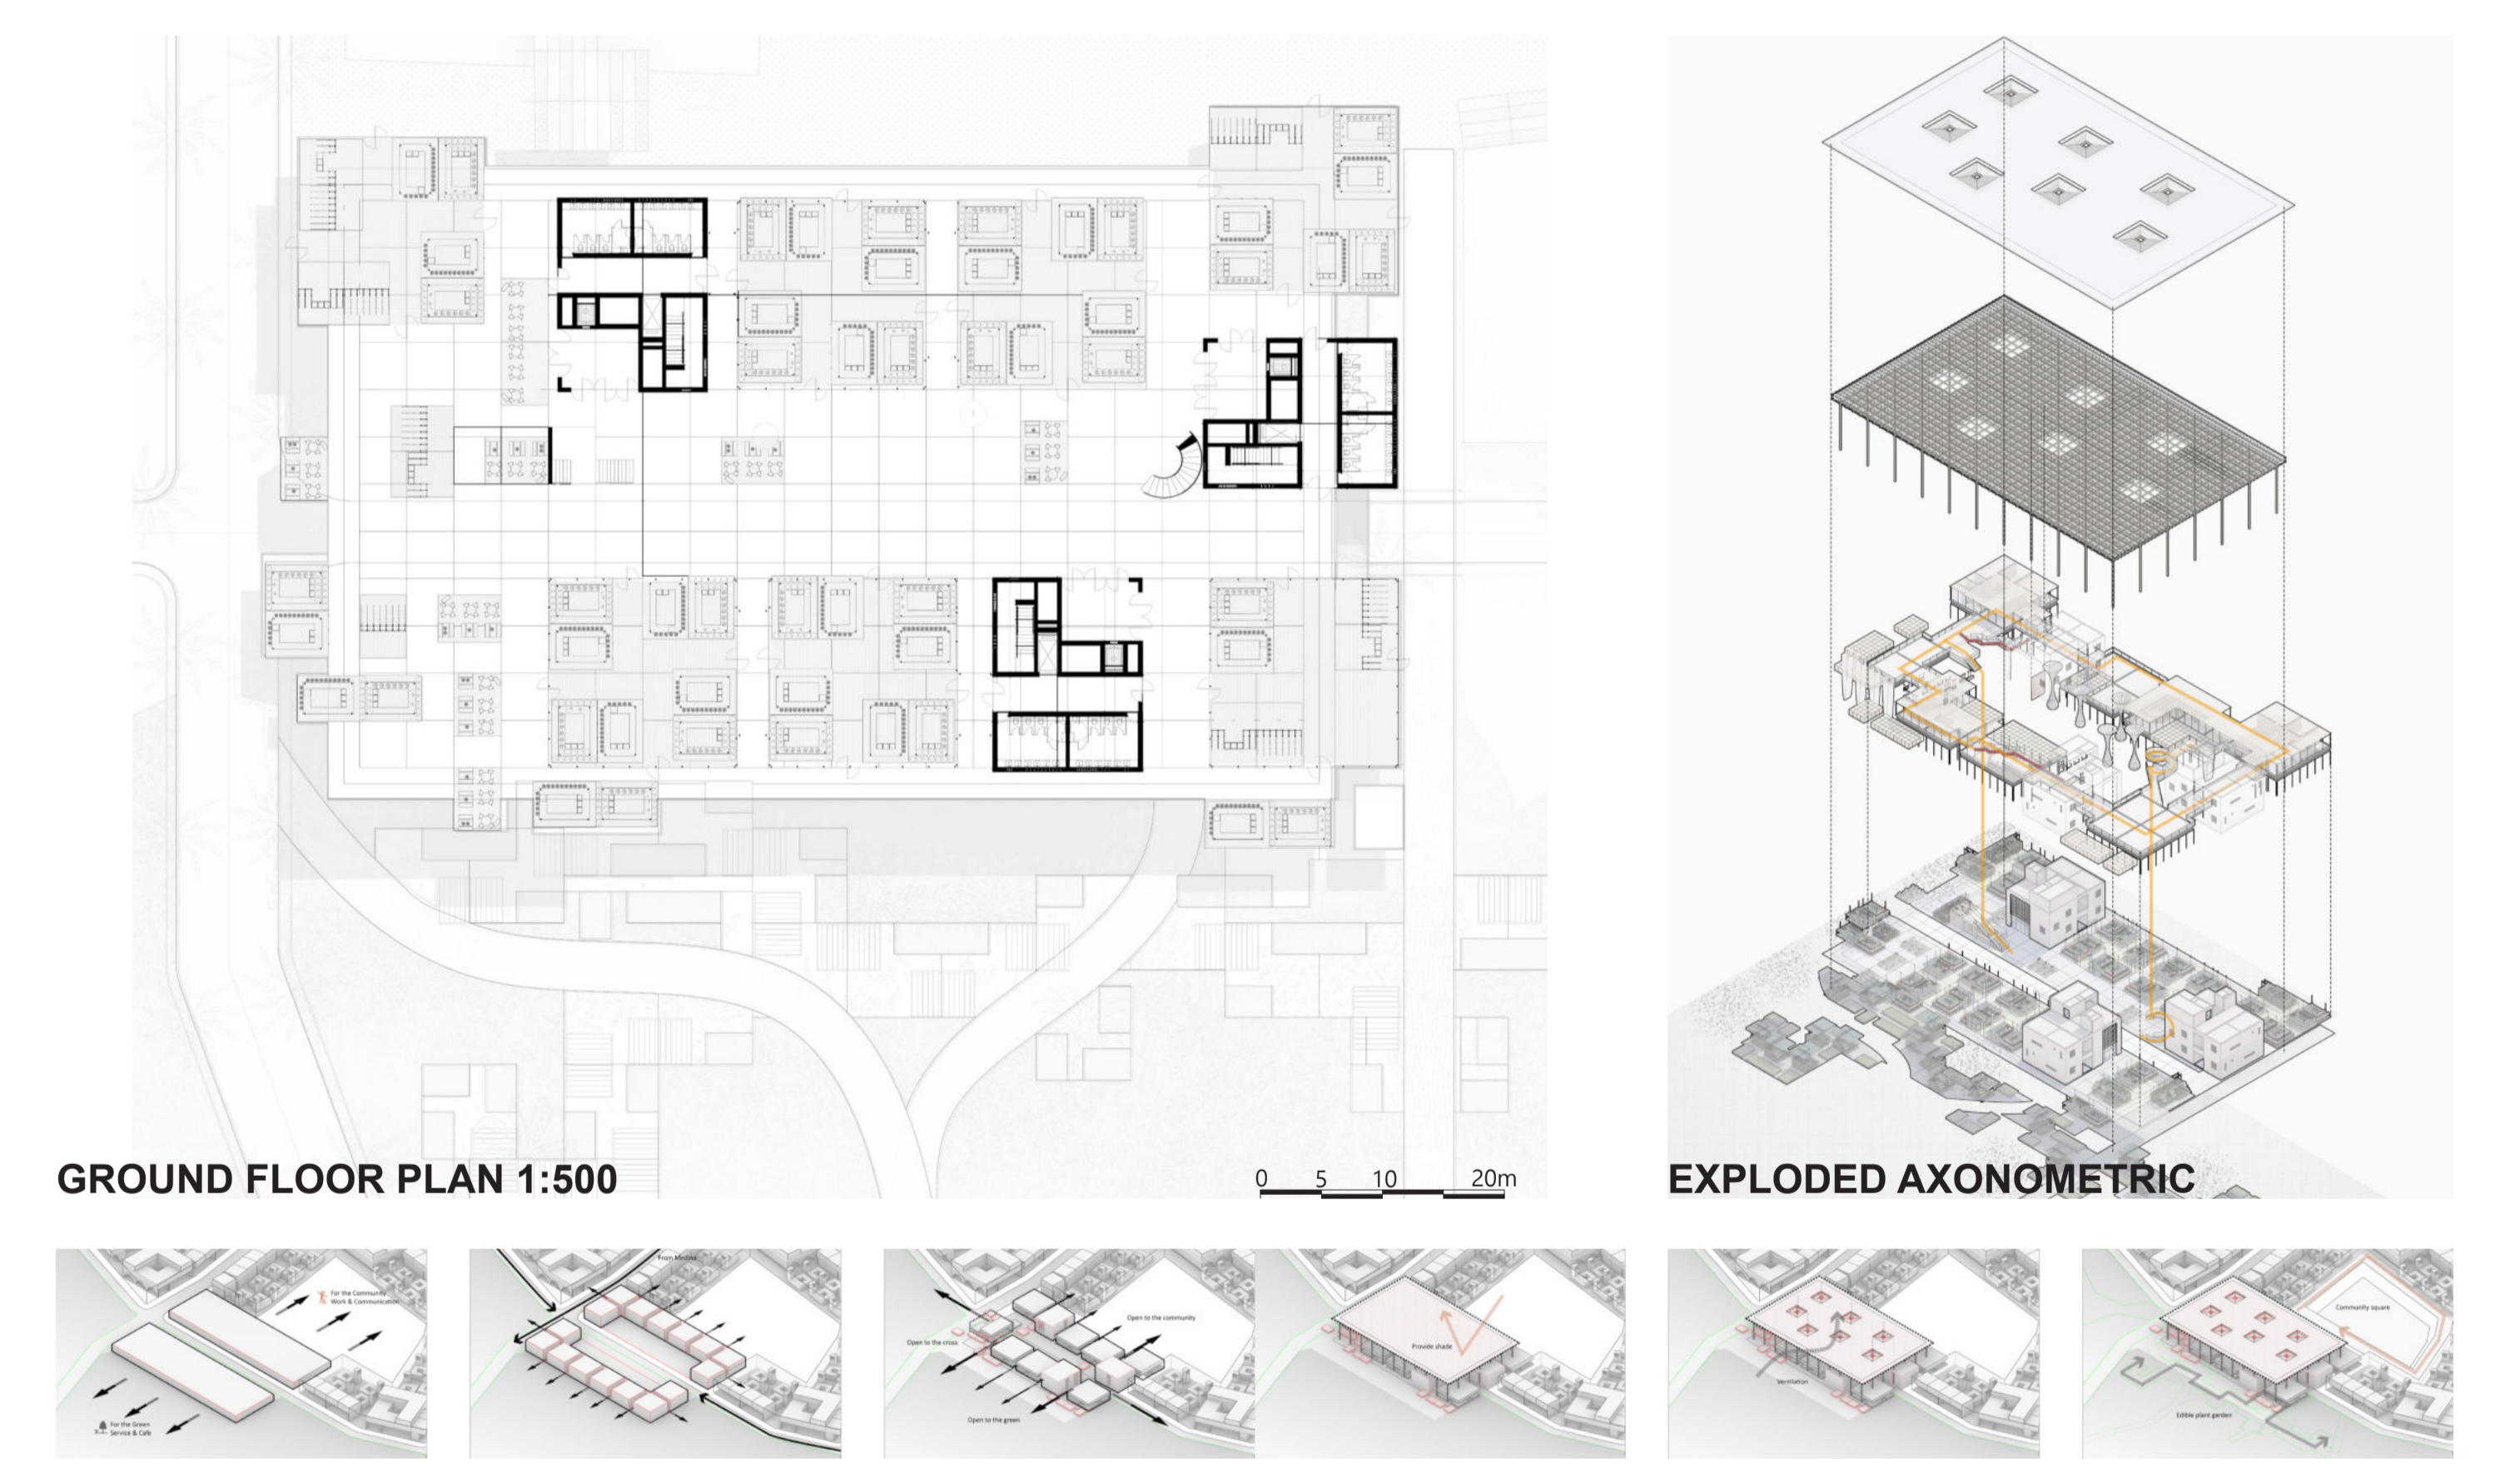 GROUND FLOOR PLAN 1:500
0 5 10 20m
EXPLODED AXONOMETRIC
For the Community
Work & Communication
For the Green
Service & Cafe
From Medina
Open to the community
Open to the cross
Open to the green
Provide shade
Ventilation
Community square
Edible plant garden